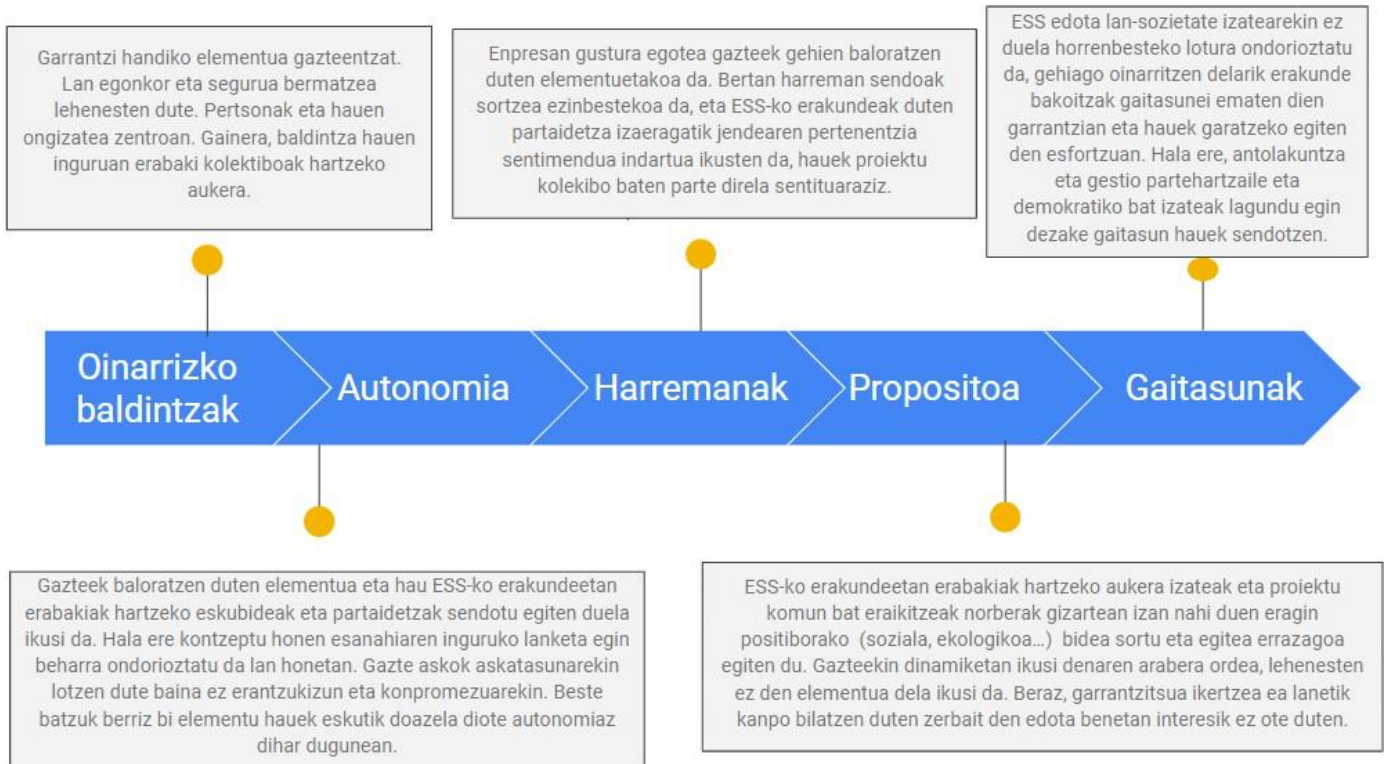 Garrantzi handiko elementua gazteentzat.
Lan egonkor eta segurua bermatzea
lehenesten dute. Pertsonak eta hauen
ongizatea zentroan. Gainera, baldintza hauen
inguruan erabaki kolektiboak hartzeko
aukera.
Enpresan gustura egotea gazteek gehien baloratzen
duten elementuetakoa da. Bertan harreman sendoak
sortzea ezinbestekoa da, eta ESS-ko erakundeak duten
partaidetza izaeragatik jendearen pertenentzia
sentimendua indartua ikusten da, hauek proiektu
kolekibo baten parte direla sentituaraziz.
ESS edota lan-sozietate izatearekin ez
duela horrenbesteko lotura ondorioztatu
da, gehiago oinarritzen delarik erakunde
bakoitzak gaitasunei ematen dien
garrantzian eta hauek garatzeko egiten
den esfortzuan. Hala ere, antolakuntza
eta gestio partehartzaile eta
demokratiko bat izateak lagundu egin
dezake gaitasun hauek sendotzen.
Oinarrizko
baldintzak
Autonomia
Harremanak
Propositoa
Gaitasunak
Gazteek baloratzen duten elementua eta hau ESS-ko erakundeetan
erabakiak hartzeko eskubideak eta partaidetzak sendotu egiten duela
ikusi da. Hala ere kontzeptu honen esanahiaren inguruko lanketa egin
beharra ondorioztatu da lan honetan. Gazte askok askatasunarekin
lotzen dute baina ez erantzukizun eta konpromezuarekin. Beste
batzuk berriz bi elementu hauek eskutik doazela diote autonomiaz
dihar dugunean.
ESS-ko erakundeetan erabakiak hartzeko aukera izateak eta proiektu
komun bat eraikitzeak norberak gizartean izan nahi duen eragin
positiborako (soziala, ekologikoa...) bidea sortu eta egitea errazagoa
egiten du. Gazteekin dinamiketan ikusi denaren arabera ordea, lehenesten
ez den elementua dela ikusi da. Beraz, garrantzitsua ikertzea ea lanetik
kanpo bilatzen duten zerbait den edota benetan interesik ez ote duten.